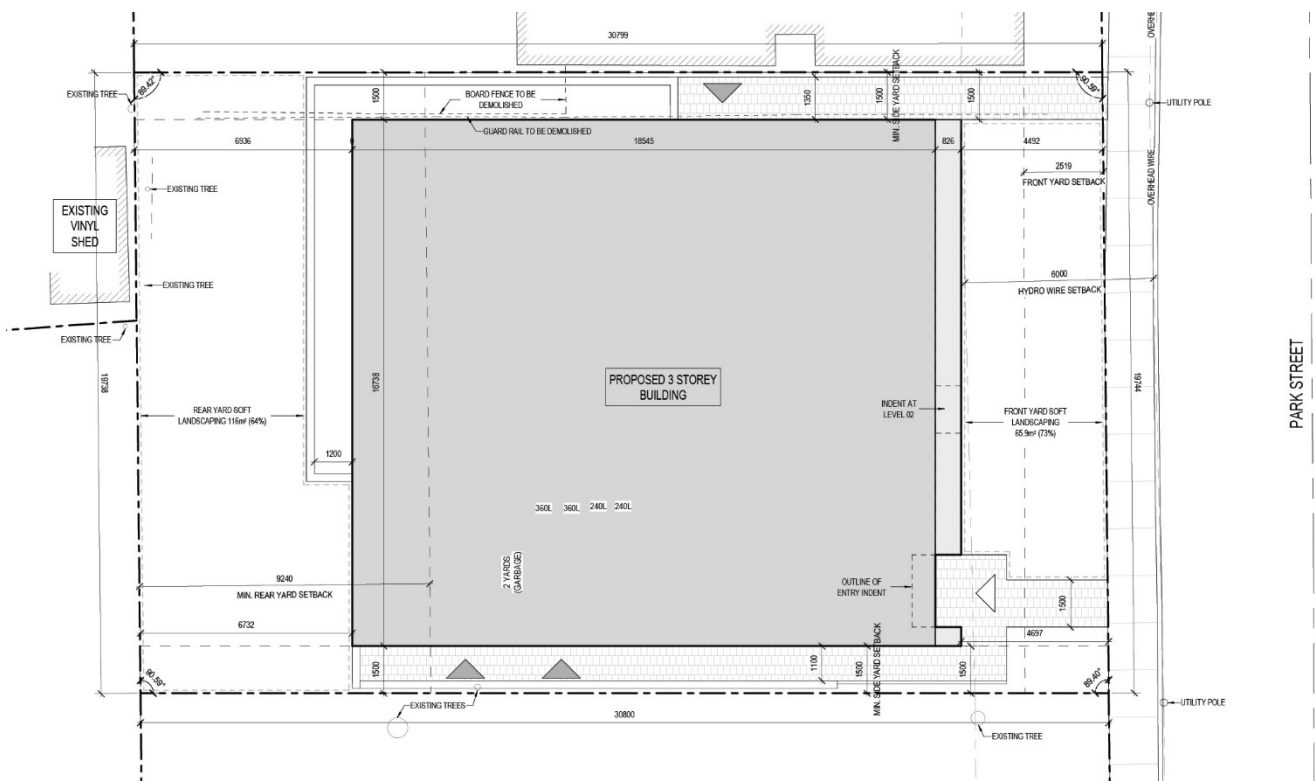 30799
OVERHEAD WIRE
89.42°
90.59°
EXISTING TREE
19738
1500
BOARD FENCE TO BE
DEMOLISHED
GUARD RAIL TO BE DEMOLISHED
1350
1500
MIN. SIDE YARD SETBACK
1500
19744
UTILITY POLE
6936
18545
826
4492
2519
FRONT YARD SETBACK
OVERHEAD WIRE
EXISTING TREE
EXISTING
VINYL
SHED
EXISTING TREE
EXISTING TREE
6000
HYDRO WIRE SETBACK
PARK STREET
16738
PROPOSED 3 STOREY
BUILDING
INDENT AT
LEVEL 02
REAR YARD SOFT
LANDSCAPING 116m² (64%)
FRONT YARD SOFT
LANDSCAPING
65.9m² (73%)
1200
360L
360L
240L
240L
2 YARDS
(GARBAGE)
9240
MIN. REAR YARD SETBACK
OUTLINE OF
ENTRY INDENT
1500
6732
4697
90.59°
1500
1100
1500
MIN. SIDE YARD SETBACK
1500
89.40°
EXISTING TREES
30800
UTILITY POLE
EXISTING TREE